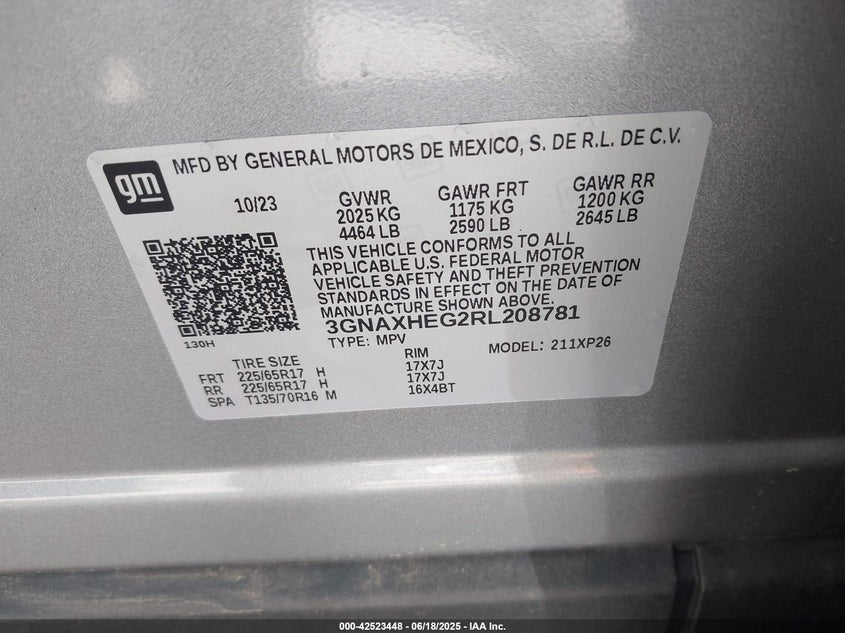 gm
MFD BY GENERAL MOTORS DE MEXICO, S. DE R.L. DE C.V.
10/23
GVWR
2025 KG
4464 LB
GAWR FRT
1175 KG
2590 LB
GAWR RR
1200 KG
2645 LB
THIS VEHICLE CONFORMS TO ALL
APPLICABLE U.S. FEDERAL MOTOR
VEHICLE SAFETY AND THEFT PREVENTION
STANDARDS IN EFFECT ON THE DATE OF
MANUFACTURE SHOWN ABOVE.
3GNAXHEG2RL208781
130H
TYPE: MPV
MODEL: 211XP26
TIRE SIZE RIM
FRT 225/65R17 H 17X7J
RR 225/65R17 H 17X7J
SPA T135/70R16 M 16X4BT
000-42523448 - 06/18/2025 - IAA Inc.